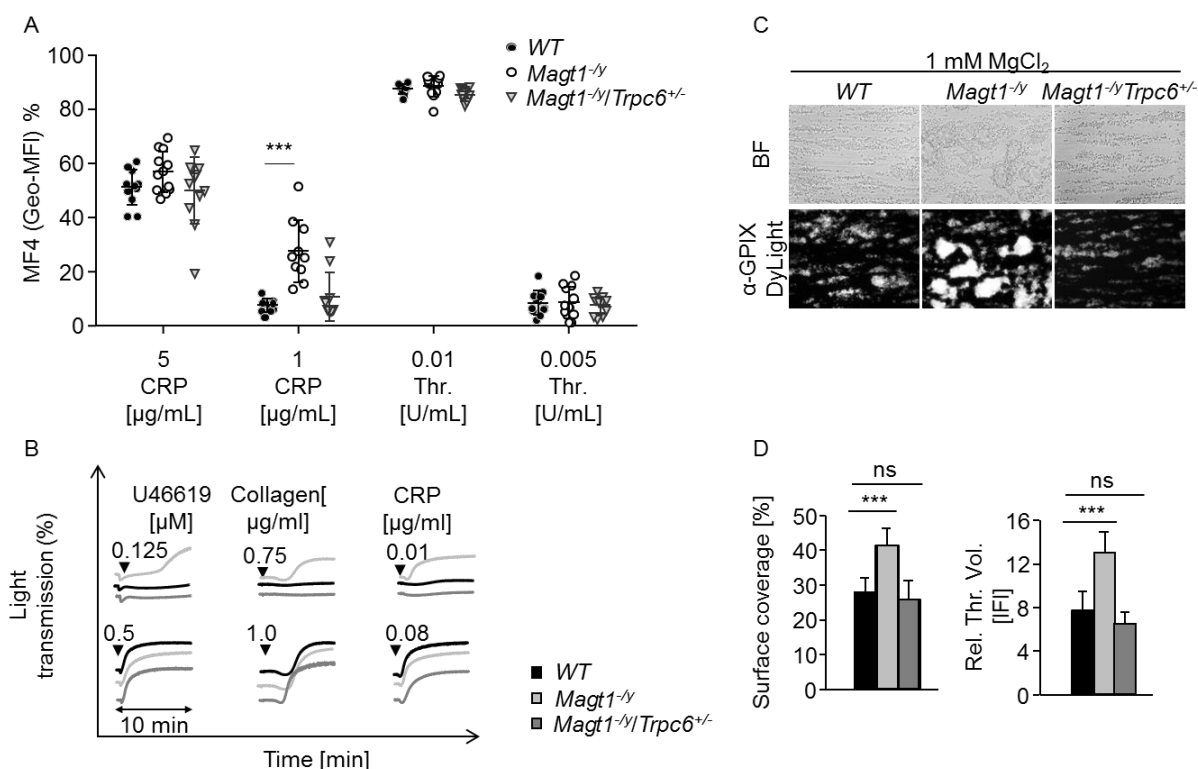 A
100
80
60
40
20
0
MF4 (Geo-MFI) %
***
WT
Magt1-/y
Magt1-/y/Trpc6+/-
5 1 0.01 0.005
CRP CRP Thr. Thr.
[µg/mL] [µg/mL] [U/mL] [U/mL]
B
Light
transmission (%)
U46619 Collagen[ CRP
[µM] µg/ml] [µg/ml]
0.125 0.75 0.01
0.5 1.0 0.08
10 min
Time [min]
WT
Magt1-/y
Magt1-/y/Trpc6+/-
C
1 mM MgCl2
WT Magt1-/y Magt1-/yTrpc6+/-
BF
α-GPIX
DyLight
D
ns
***
50
40
30
20
10
0
Surface coverage [%]
ns
***
16
12
8
4
0
Rel. Thr. Vol.
[IFI]